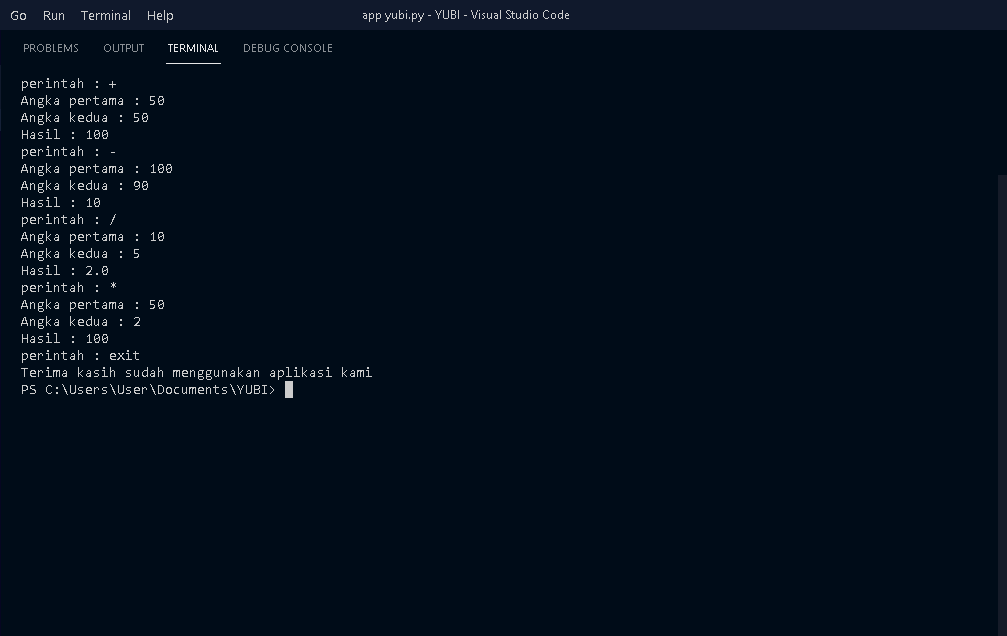 Go Run Terminal Help app yubi.py - YUBI - Visual Studio Code
PROBLEMS OUTPUT TERMINAL DEBUG CONSOLE
perintah : +
Angka pertama : 50
Angka kedua : 50
Hasil : 100
perintah : -
Angka pertama : 100
Angka kedua : 90
Hasil : 10
perintah : /
Angka pertama : 10
Angka kedua : 5
Hasil : 2.0
perintah : *
Angka pertama : 50
Angka kedua : 2
Hasil : 100
perintah : exit
Terima kasih sudah menggunakan aplikasi kami
PS C:\Users\User\Documents\YUBI>